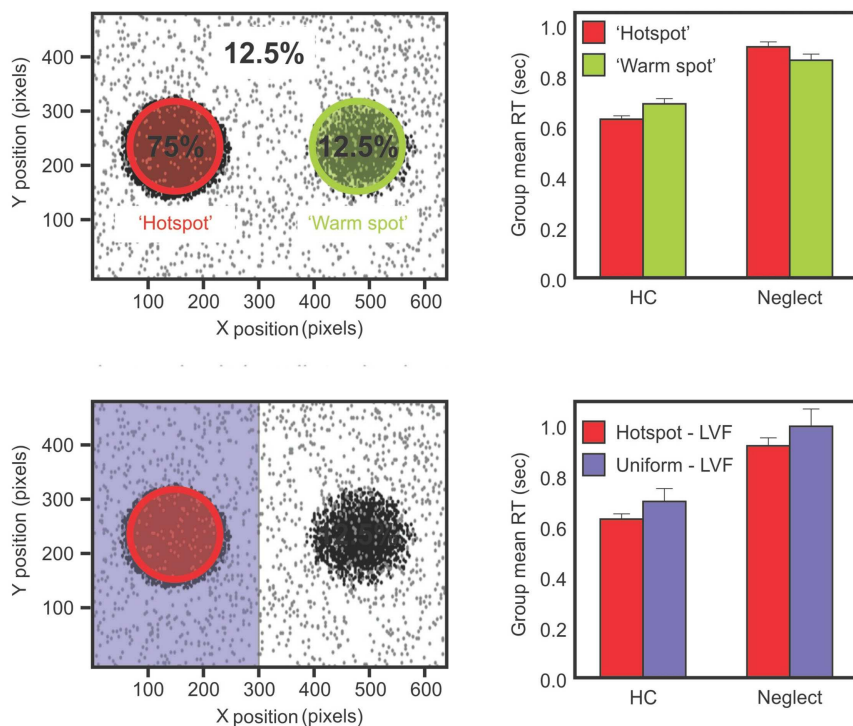 400
300
200
100
Y position (pixels)
12.5%
75%
12.5%
'Hotspot'
'Warm spot'
100 200 300 400 500 600
X position (pixels)
1.0
0.8
0.6
0.4
0.2
0.0
Group mean RT (sec)
'Hotspot'
'Warm spot'
HC Neglect
400
300
200
100
Y position (pixels)
100 200 300 400 500 600
X position (pixels)
1.0
0.8
0.6
0.4
0.2
0.0
Group mean RT (sec)
Hotspot - LVF
Uniform - LVF
HC Neglect